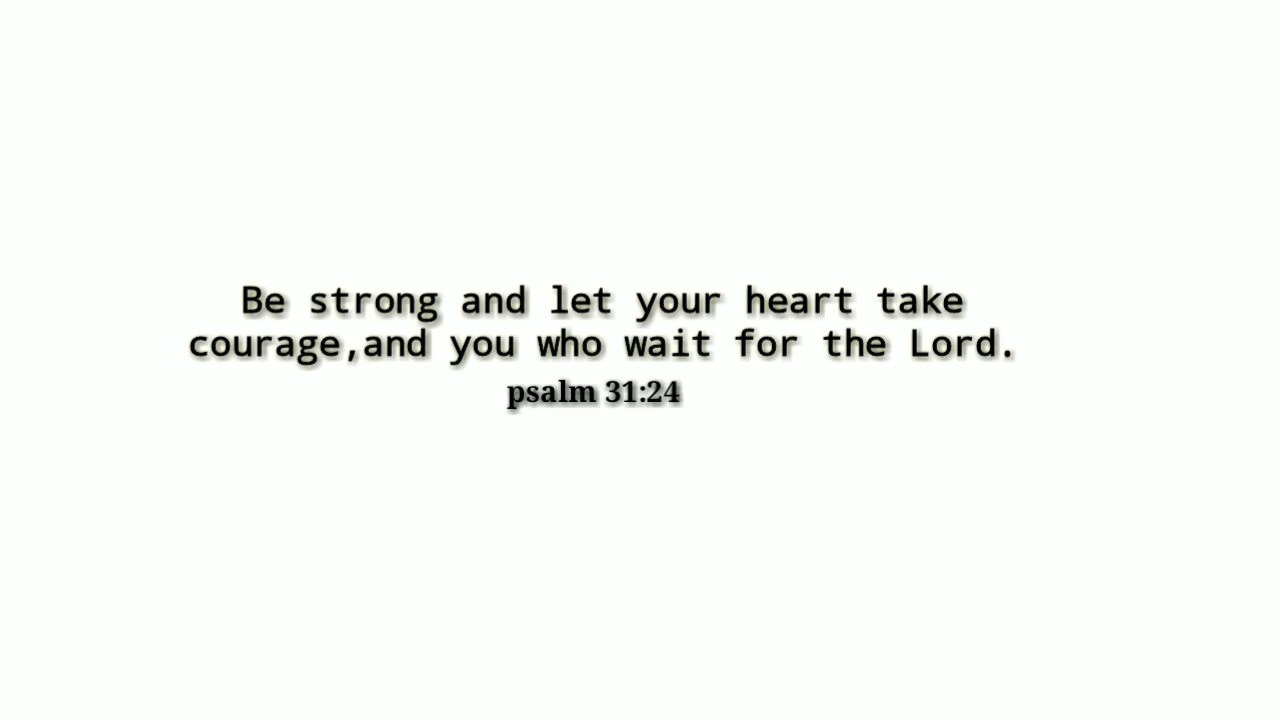 Be strong and let your heart take
courage,and you who wait for the Lord.
psalm 31:24